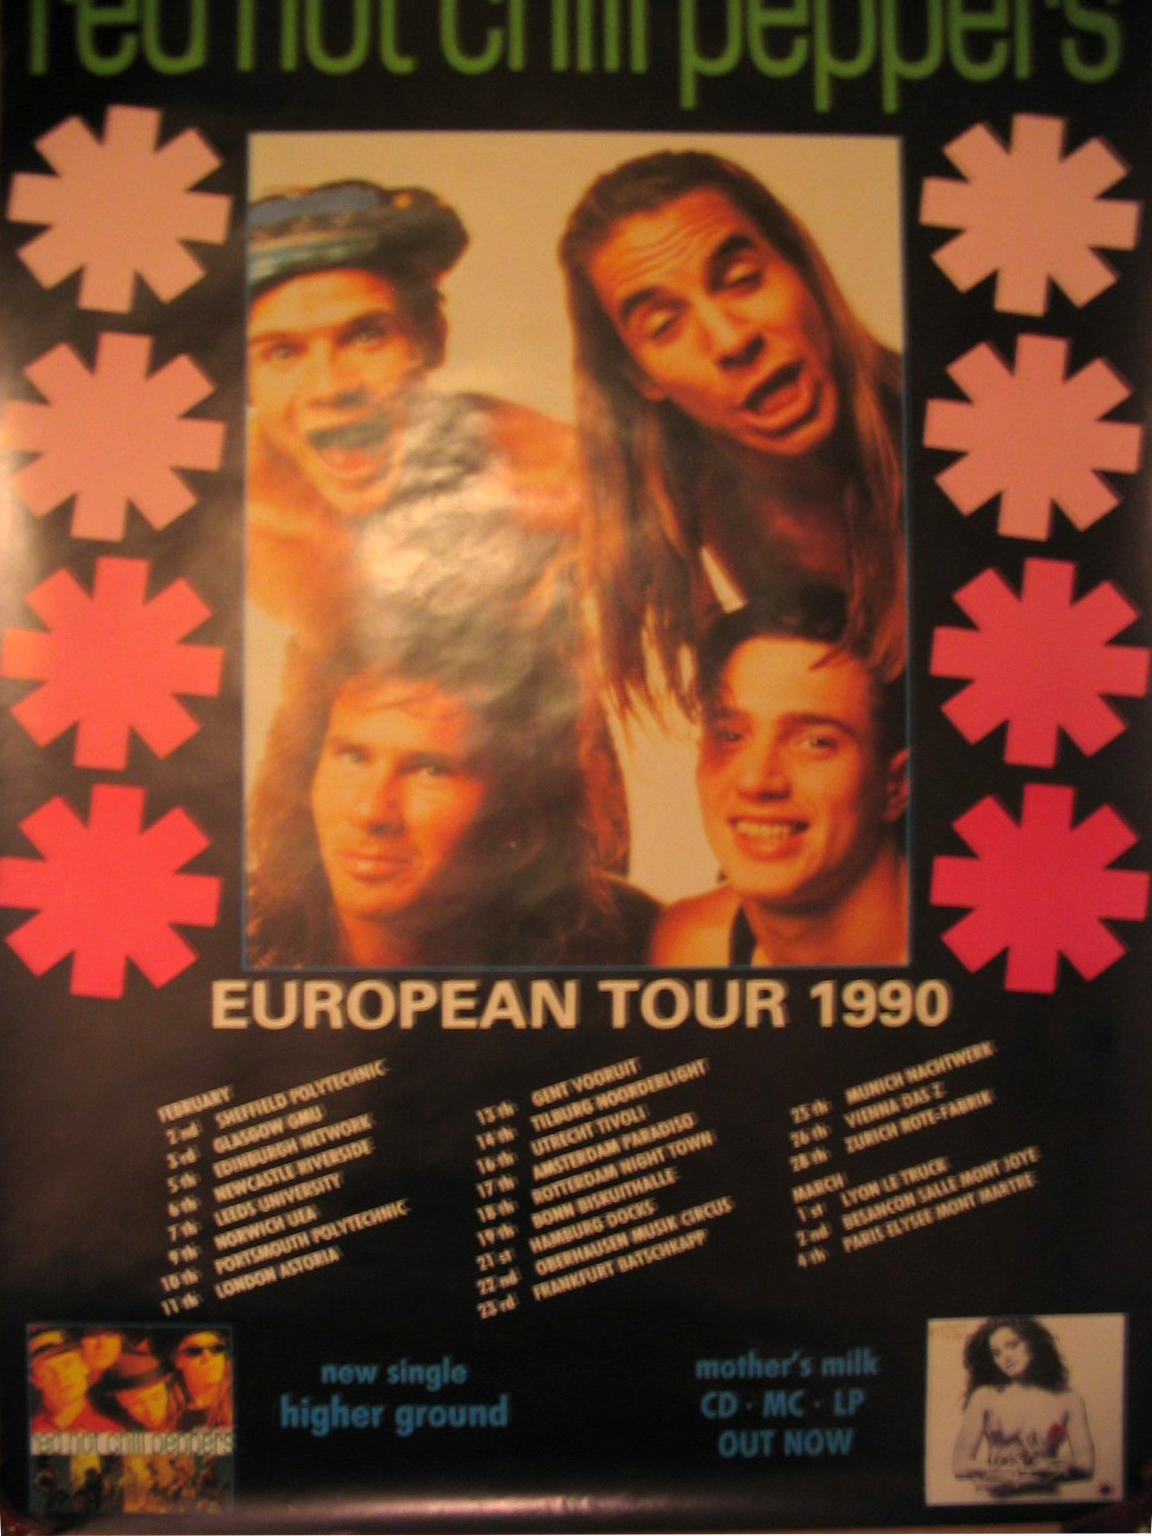 red hot chili peppers
EUROPEAN TOUR 1990
FEBRUARY
2nd SHEFFIELD POLYTECHNIC
3rd GLASGOW GMU
5th EDINBURGH NETWORK
6th NEWCASTLE RIVERSIDE
7th LEEDS UNIVERSITY
9th NORWICH UEA
10th PORTSMOUTH POLYTECHNIC
11th LONDON ASTORIA
13th GENT VOORUIT
14th TILBURG NOORDERLIGHT
16th UTRECHT TIVOLI
17th AMSTERDAM PARADISO
18th ROTTERDAM NIGHT TOWN
19th BONN BISKUITHALLE
21st HAMBURG DOCKS
22nd OBERHAUSEN MUSIK CIRCUS
23rd FRANKFURT BATSCHKAPP
25th MUNICH NACHTWERK
26th VIENNA DAS Z
28th ZURICH ROTE-FABRIK
MARCH
1st LYON LE TRUCK
2nd BESANCON SALLE MONT JOYE
4th PARIS ELYSEE MONT MARTRE
new single
higher ground
mother's milk
CD · MC · LP
OUT NOW
red hot chili peppers